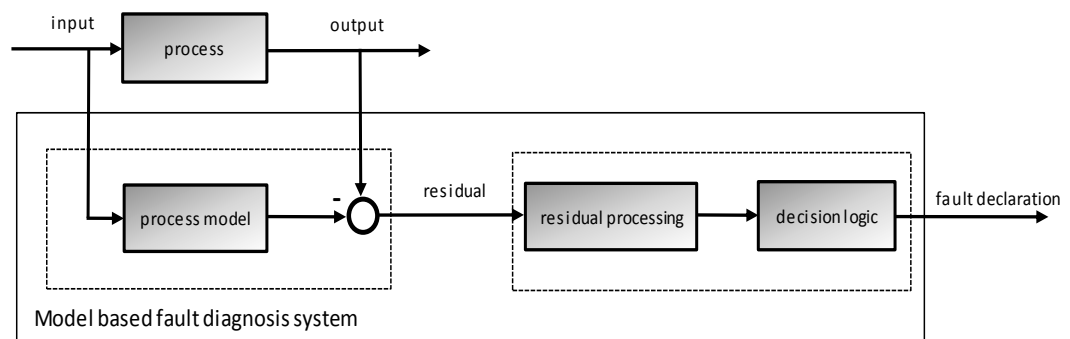 input
output
process
process model
-
residual
residual processing
decision logic
fault declaration
Model based fault diagnosis system